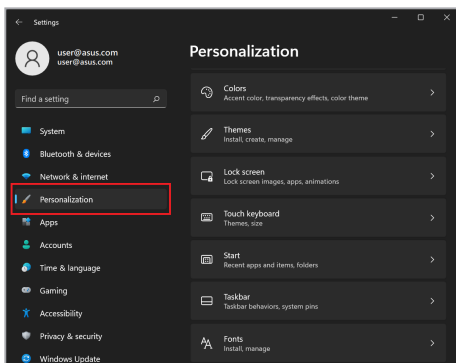 Settings
user@asus.com
user@asus.com
Find a setting
System
Bluetooth & devices
Network & internet
Personalization
Apps
Accounts
Time & language
Gaming
Accessibility
Privacy & security
Windows Update
Personalization
Colors
Accent color, transparency effects, color theme
Themes
Install, create, manage
Lock screen
Lock screen images, apps, animations
Touch keyboard
Themes, size
Start
Recent apps and items, folders
Taskbar
Taskbar behaviors, system pins
Fonts
Install, manage